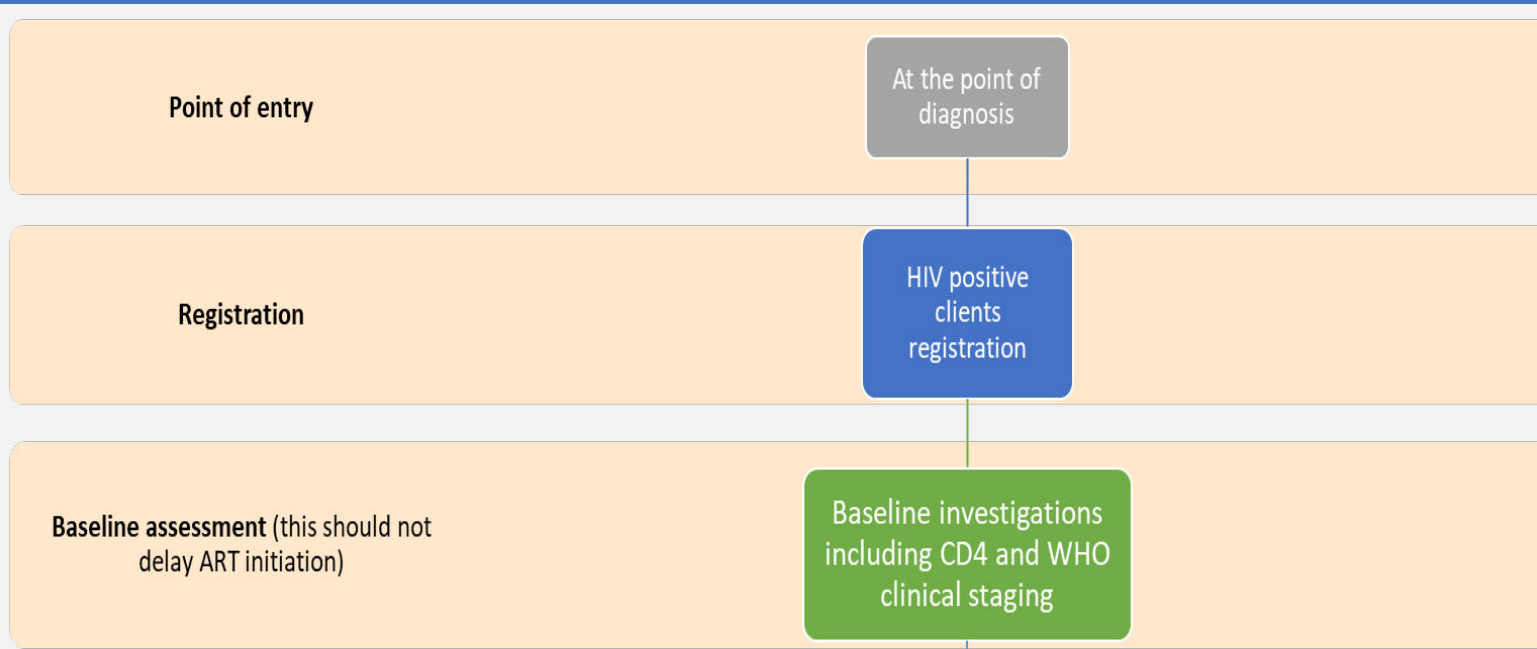 Point of entry
At the point of
diagnosis
Registration
HIV positive
clients
registration
Baseline assessment (this should not
delay ART initiation)
Baseline investigations
including CD4 and WHO
clinical staging